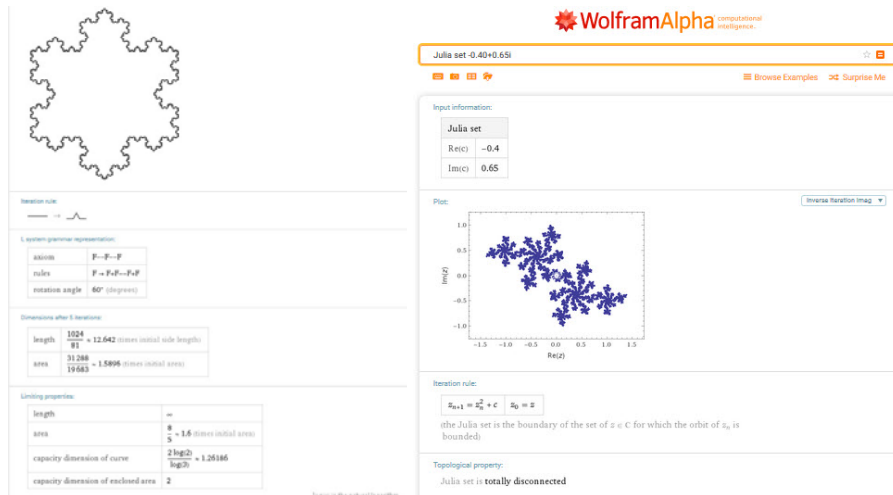 Iteration rule:
L system grammar representation:
axiom F--F--F
rules F → F+F--F+F
rotation angle 60° (degrees)
Dimensions after 5 iterations:
length 1024/81 ≈ 12.642 (times initial side length)
area 31288/19683 ≈ 1.5896 (times initial area)
Limiting properties:
length ∞
area 8/5 = 1.6 (times initial area)
capacity dimension of curve 2 log(2)/log(3) ≈ 1.26186
capacity dimension of enclosed area 2
WolframAlpha computational intelligence.
Julia set -0.40+0.65i
Browse Examples Surprise Me
Input information:
Julia set
Re(c) -0.4
Im(c) 0.65
Plot:
Inverse Iteration Imag
1.0
0.5
0.0
-0.5
-1.0
Im(z)
-1.5 -1.0 -0.5 0.0 0.5 1.0 1.5
Re(z)
Iteration rule:
zₙ₊₁ = zₙ² + c z₀ = z
(the Julia set is the boundary of the set of z ∈ C for which the orbit of zₙ is
bounded)
Topological property:
Julia set is totally disconnected